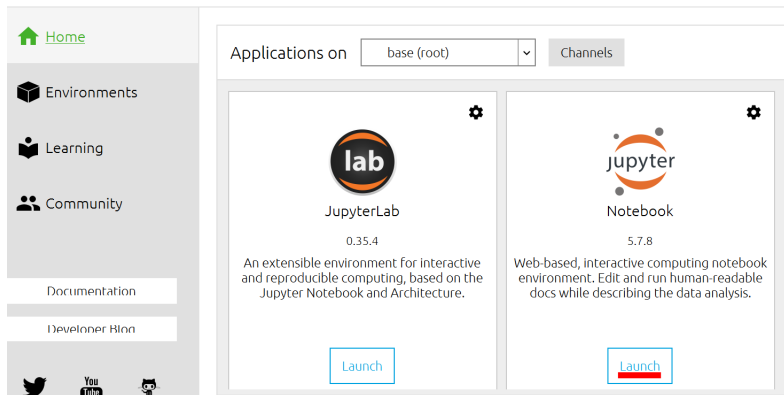 Home
Environments
Learning
Community
Documentation
Developer Blog
You
Tube
Applications on base (root) Channels
lab
JupyterLab
0.35.4
An extensible environment for interactive
and reproducible computing, based on the
Jupyter Notebook and Architecture.
Launch
jupyter
Notebook
5.7.8
Web-based, interactive computing notebook
environment. Edit and run human-readable
docs while describing the data analysis.
Launch